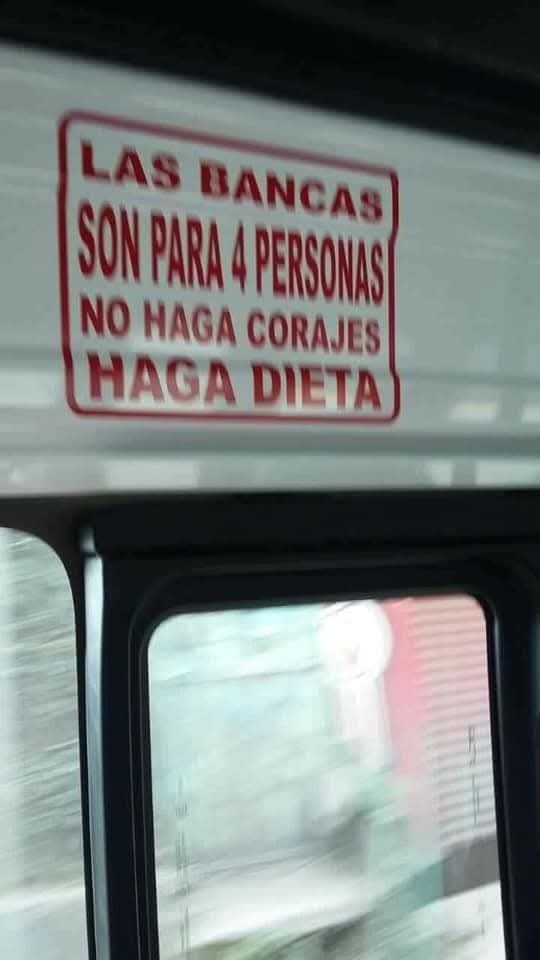 LAS BANCAS
SON PARA 4 PERSONAS
NO HAGA CORAJES
HAGA DIETA